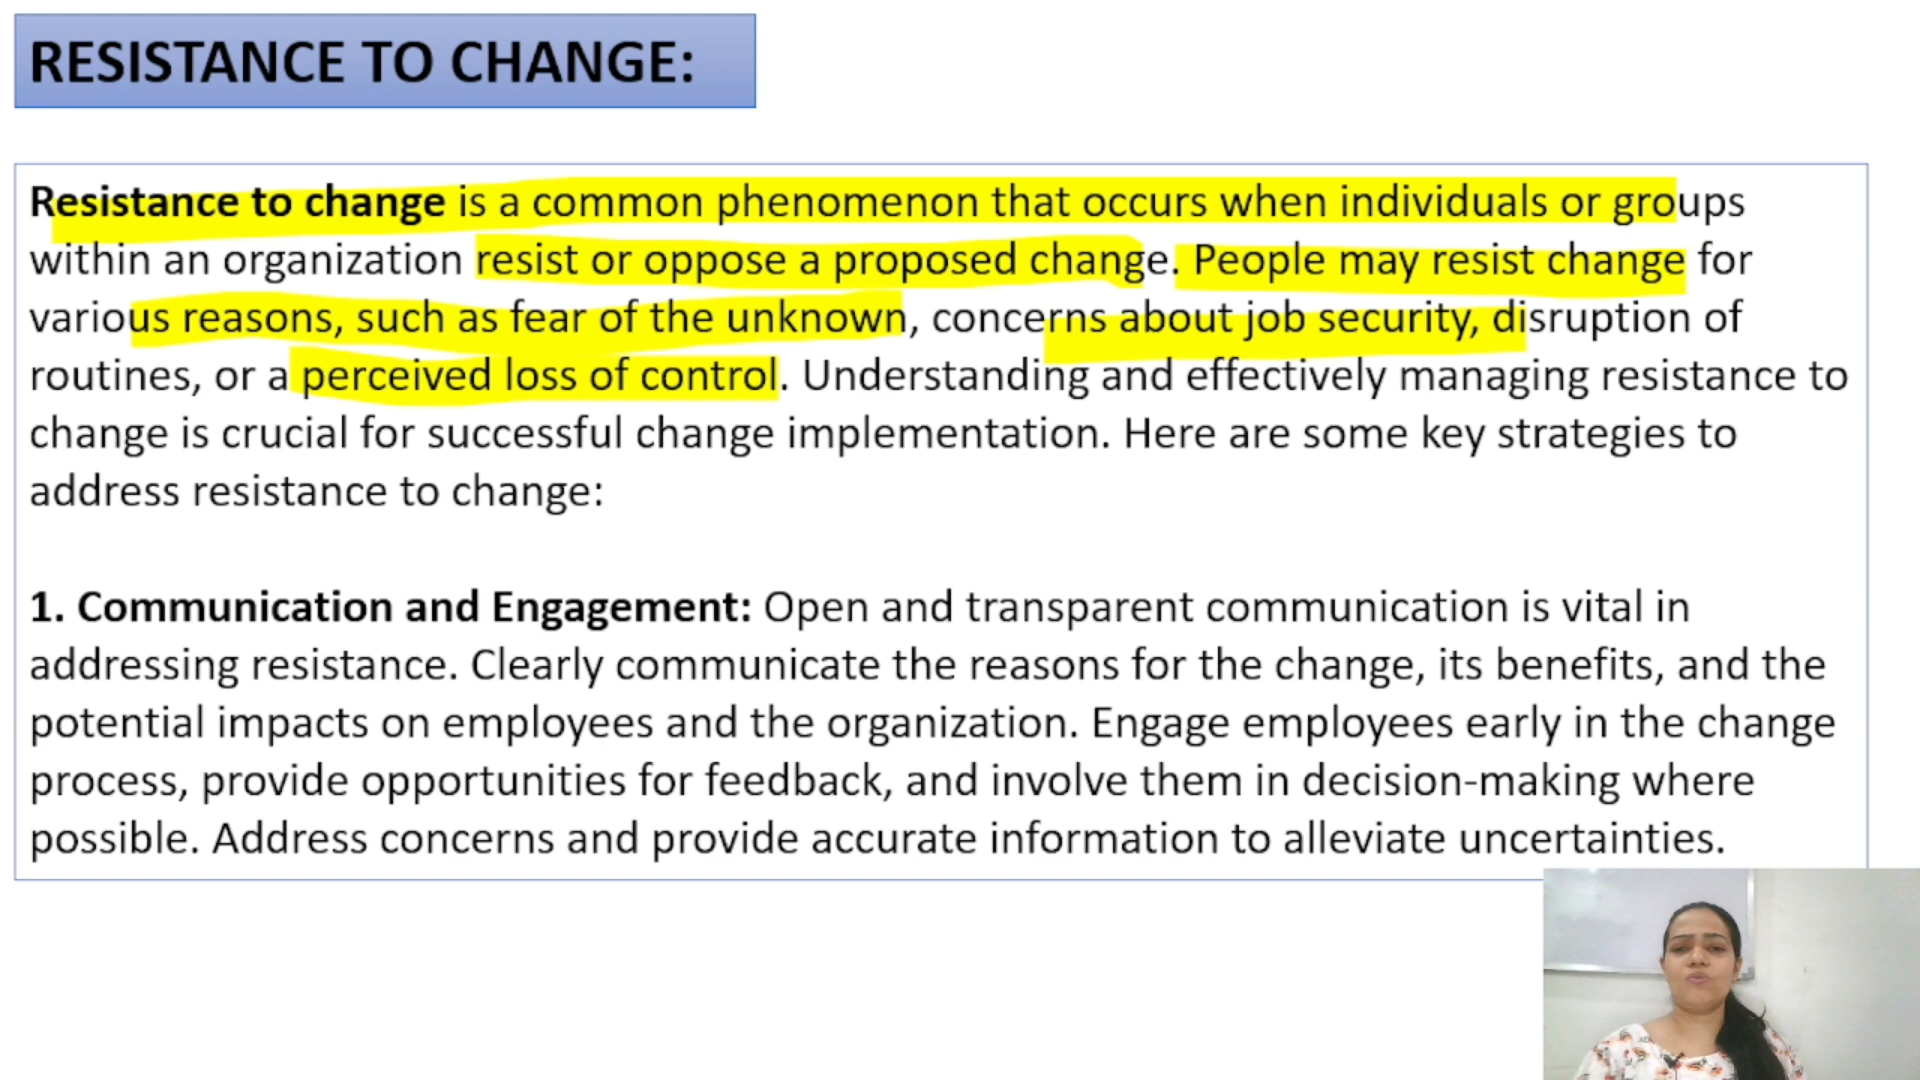 RESISTANCE TO CHANGE:
Resistance to change is a common phenomenon that occurs when individuals or groups
within an organization resist or oppose a proposed change. People may resist change for
various reasons, such as fear of the unknown, concerns about job security, disruption of
routines, or a perceived loss of control. Understanding and effectively managing resistance to
change is crucial for successful change implementation. Here are some key strategies to
address resistance to change:
1. Communication and Engagement: Open and transparent communication is vital in
addressing resistance. Clearly communicate the reasons for the change, its benefits, and the
potential impacts on employees and the organization. Engage employees early in the change
process, provide opportunities for feedback, and involve them in decision-making where
possible. Address concerns and provide accurate information to alleviate uncertainties.